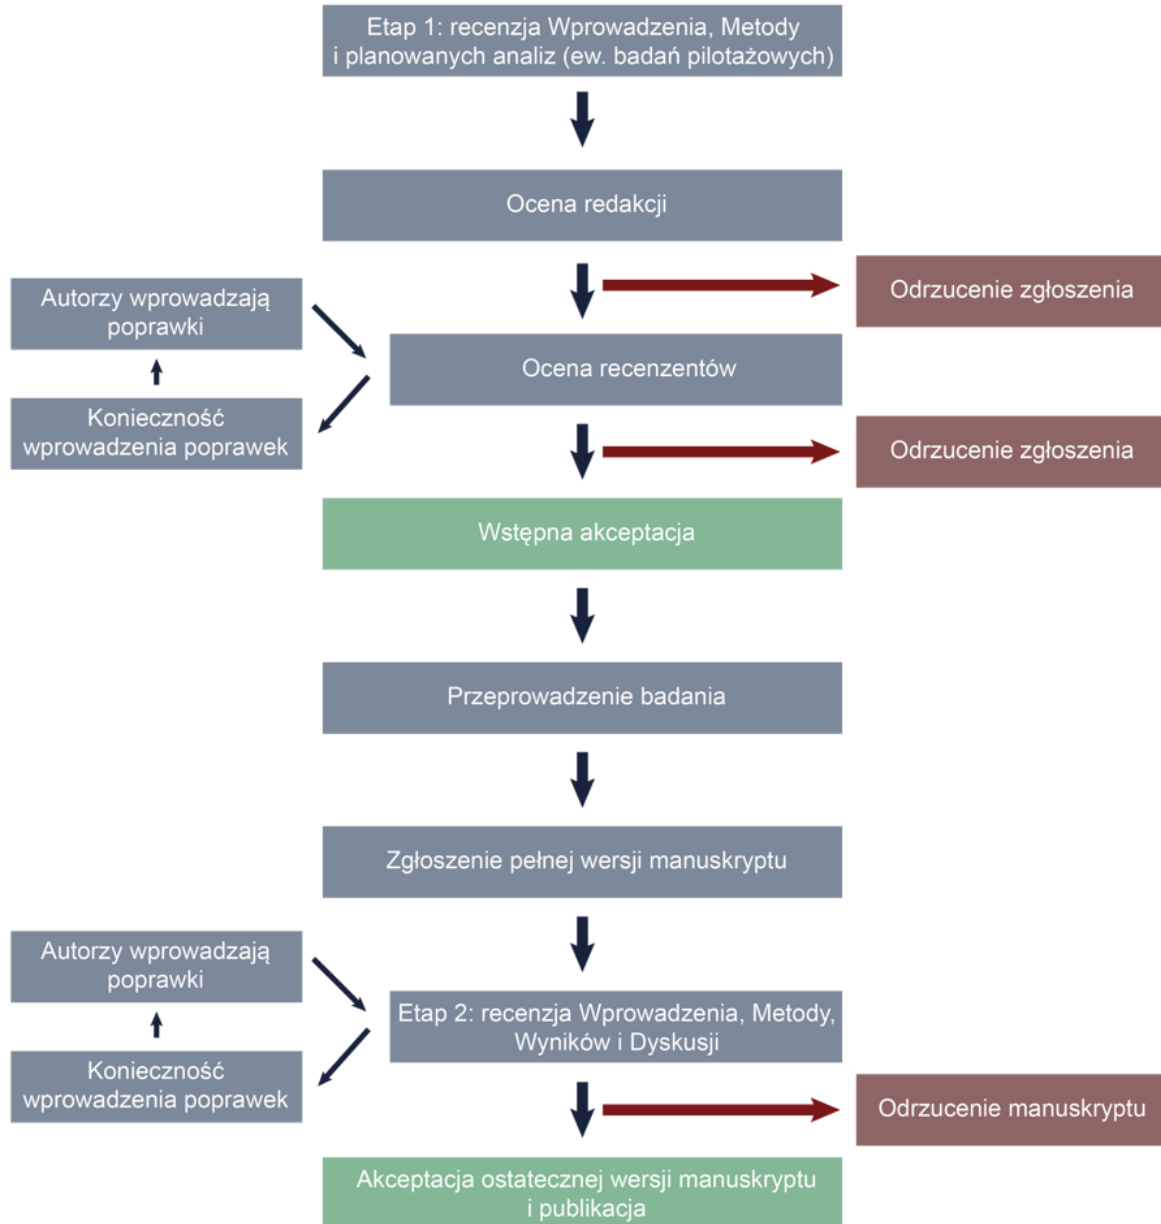 Etap 1: recenzja Wprowadzenia, Metody
i planowanych analiz (ew. badań pilotażowych)
Ocena redakcji
Odrzucenie zgłoszenia
Autorzy wprowadzają
poprawki
Ocena recenzentów
Konieczność
wprowadzenia poprawek
Odrzucenie zgłoszenia
Wstępna akceptacja
Przeprowadzenie badania
Zgłoszenie pełnej wersji manuskryptu
Autorzy wprowadzają
poprawki
Etap 2: recenzja Wprowadzenia, Metody,
Wyników i Dyskusji
Konieczność
wprowadzenia poprawek
Odrzucenie manuskryptu
Akceptacja ostatecznej wersji manuskryptu
i publikacja